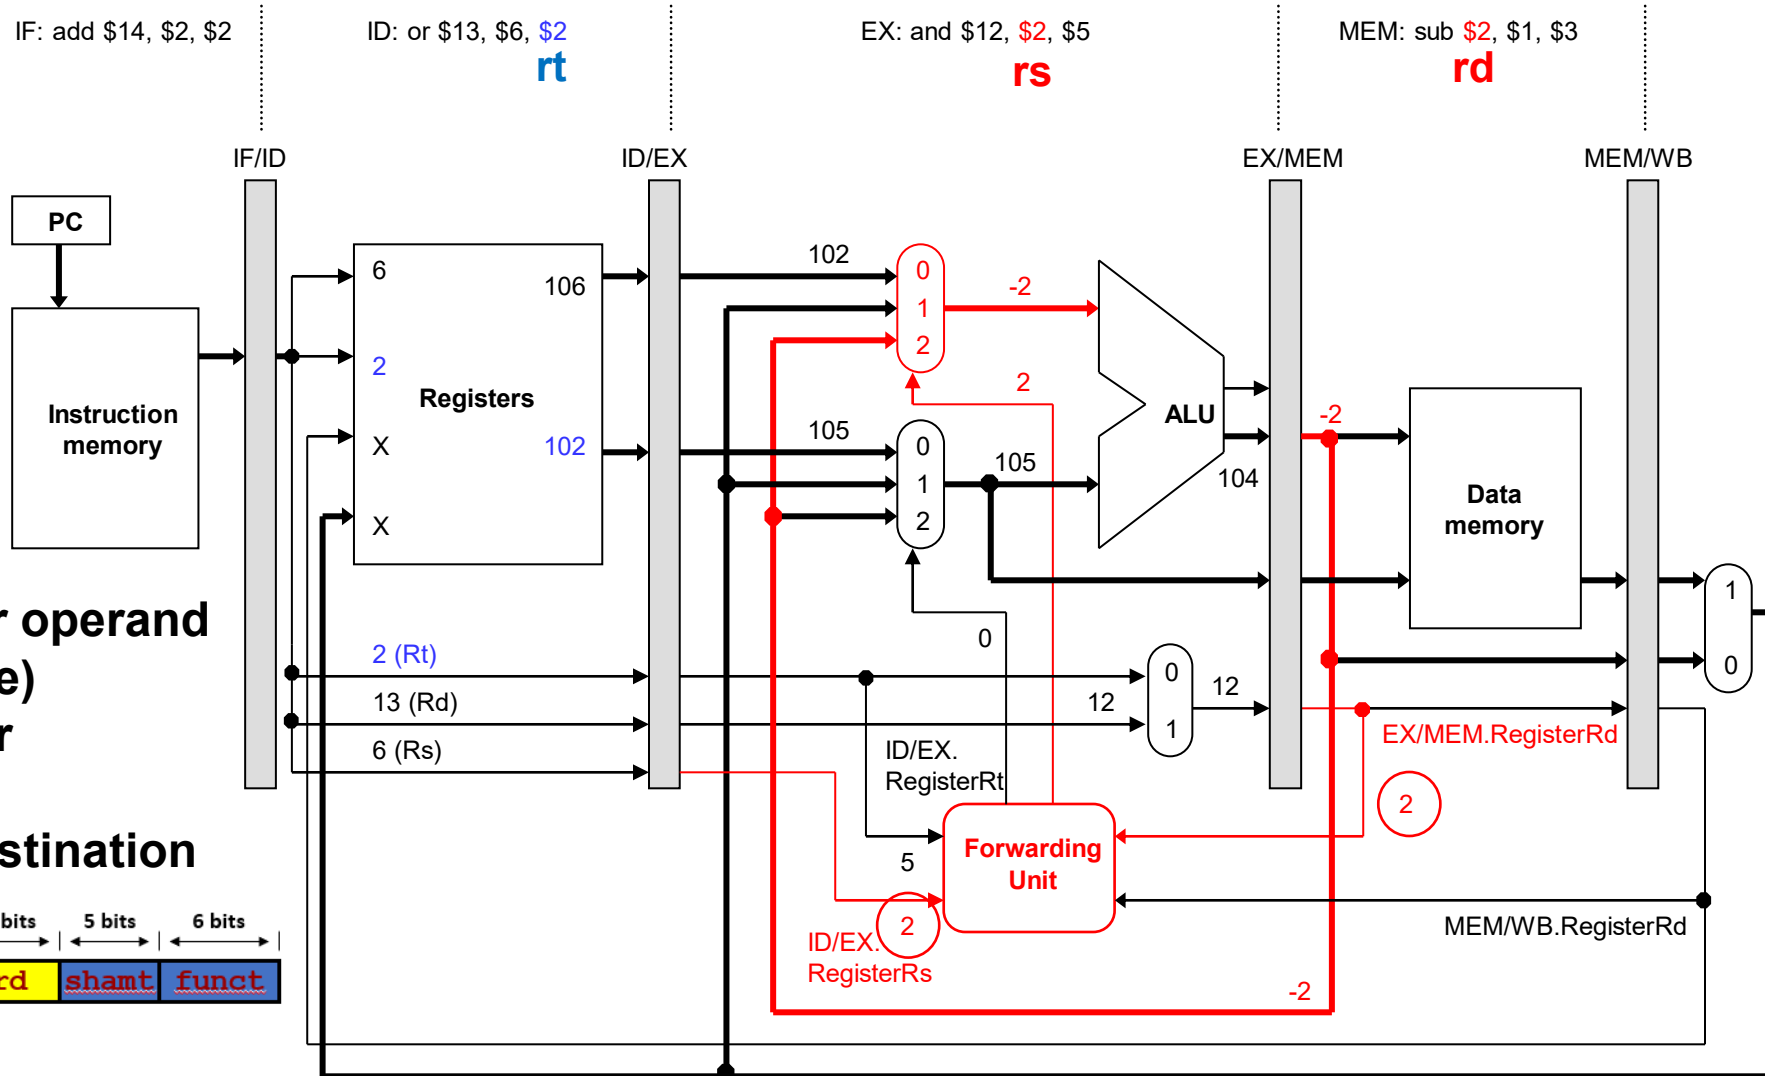 IF: add $14, $2, $2
ID: or $13, $6, $2
EX: and $12, $2, $5
MEM: sub $2, $1, $3
rt
rs
rd
IF/ID
ID/EX
EX/MEM
MEM/WB
PC
Instruction
memory
6
2
X
X
106
102
Registers
102
0
1
2
-2
2
105
0
1
2
105
0
ALU
104
-2
Data
memory
1
0
r operand
e)
r
stination
2 (Rt)
13 (Rd)
6 (Rs)
12
0
1
12
ID/EX.
RegisterRt
EX/MEM.RegisterRd
2
5
Forwarding
Unit
2
ID/EX.
RegisterRs
MEM/WB.RegisterRd
-2
bits
5 bits
6 bits
rd
shamt
funct